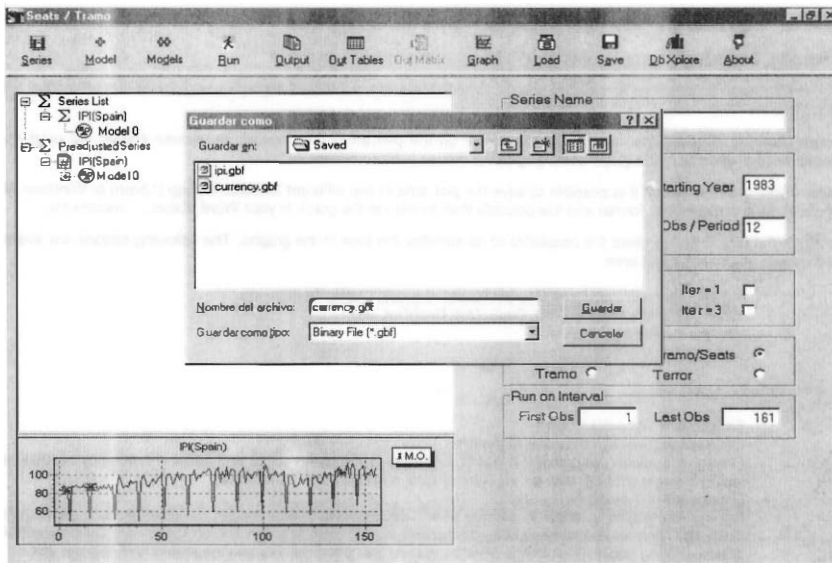 Seats / Tramo
Series Model Models Run Output Out Tables Out Matrix Graph Load Save Db Xplore About
Series List
IPI(Spain)
Model 0
PreadjustedSeries
IPI(Spain)
Model 0
Guardar como
Guardar en: Saved
ipi.gbf
currency.gbf
Nombre del archivo: currency.gbf
Guardar
Guardar como tipo: Binary File (*.gbf)
Cancelar
Series Name
Starting Year 1983
Obs / Period 12
Iter = 1
Iter = 3
Tramo/Seats
Tramo
Terror
Run on Interval
First Obs 1 Last Obs 161
IPI(Spain)
M.O.
100
80
60
0 50 100 150